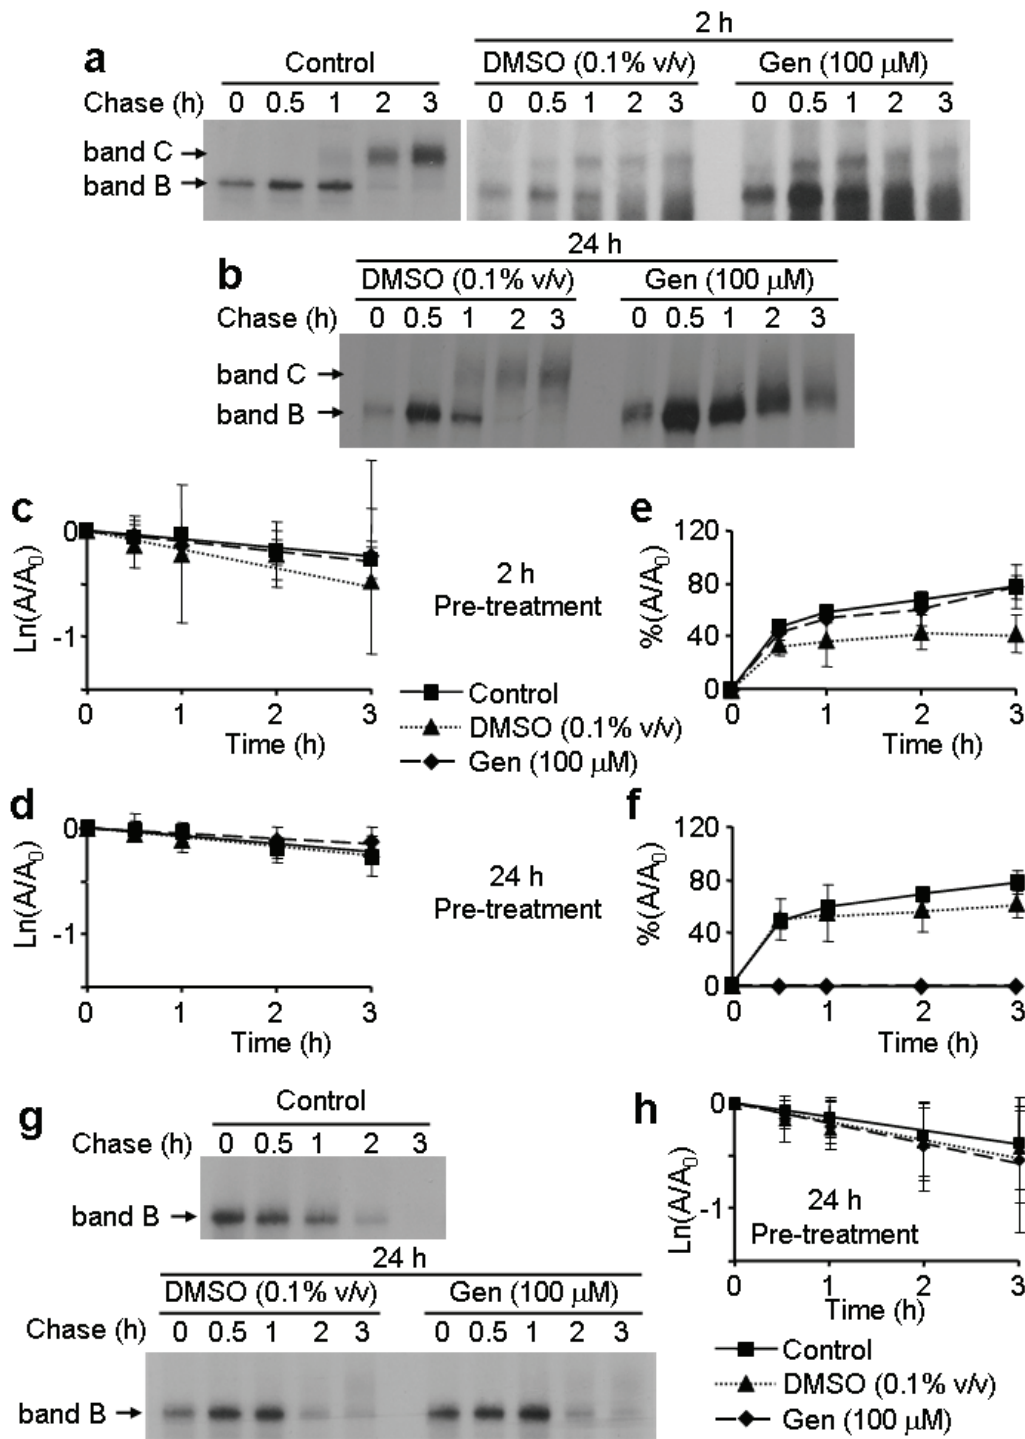 2 h
a
Control
DMSO (0.1% v/v)
Gen (100 μM)
Chase (h) 0 0.5 1 2 3 0 0.5 1 2 3 0 0.5 1 2 3
band C
band B
24 h
b
DMSO (0.1% v/v)
Gen (100 μM)
Chase (h) 0 0.5 1 2 3 0 0.5 1 2 3
band C
band B
c
0
-1
Ln(A/A0)
0 1 2 3
Time (h)
2 h
Pre-treatment
Control
DMSO (0.1% v/v)
Gen (100 μM)
e
120
80
40
0
%(A/A0)
0 1 2 3
Time (h)
d
0
-1
Ln(A/A0)
0 1 2 3
Time (h)
24 h
Pre-treatment
f
120
80
40
0
%(A/A0)
0 1 2 3
Time (h)
g
Control
Chase (h) 0 0.5 1 2 3
band B
24 h
DMSO (0.1% v/v)
Gen (100 μM)
Chase (h) 0 0.5 1 2 3 0 0.5 1 2 3
band B
h
0
-1
Ln(A/A0)
24 h
Pre-treatment
0 1 2 3
Time (h)
Control
DMSO (0.1% v/v)
Gen (100 μM)